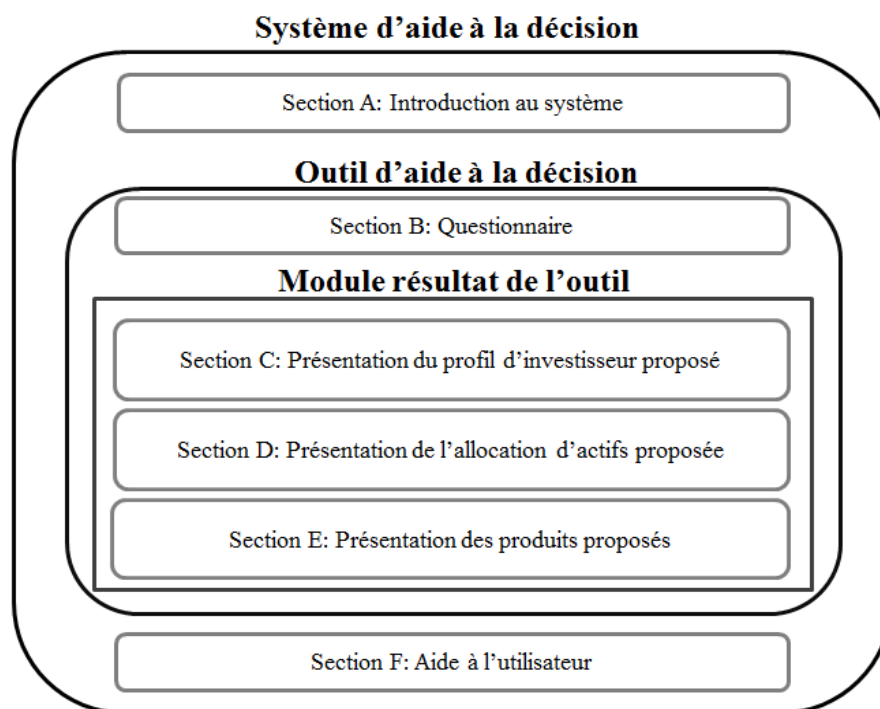 Système d’aide à la décision
Section A: Introduction au système
Outil d’aide à la décision
Section B: Questionnaire
Module résultat de l’outil
Section C: Présentation du profil d’investisseur proposé
Section D: Présentation de l’allocation d’actifs proposée
Section E: Présentation des produits proposés
Section F: Aide à l’utilisateur